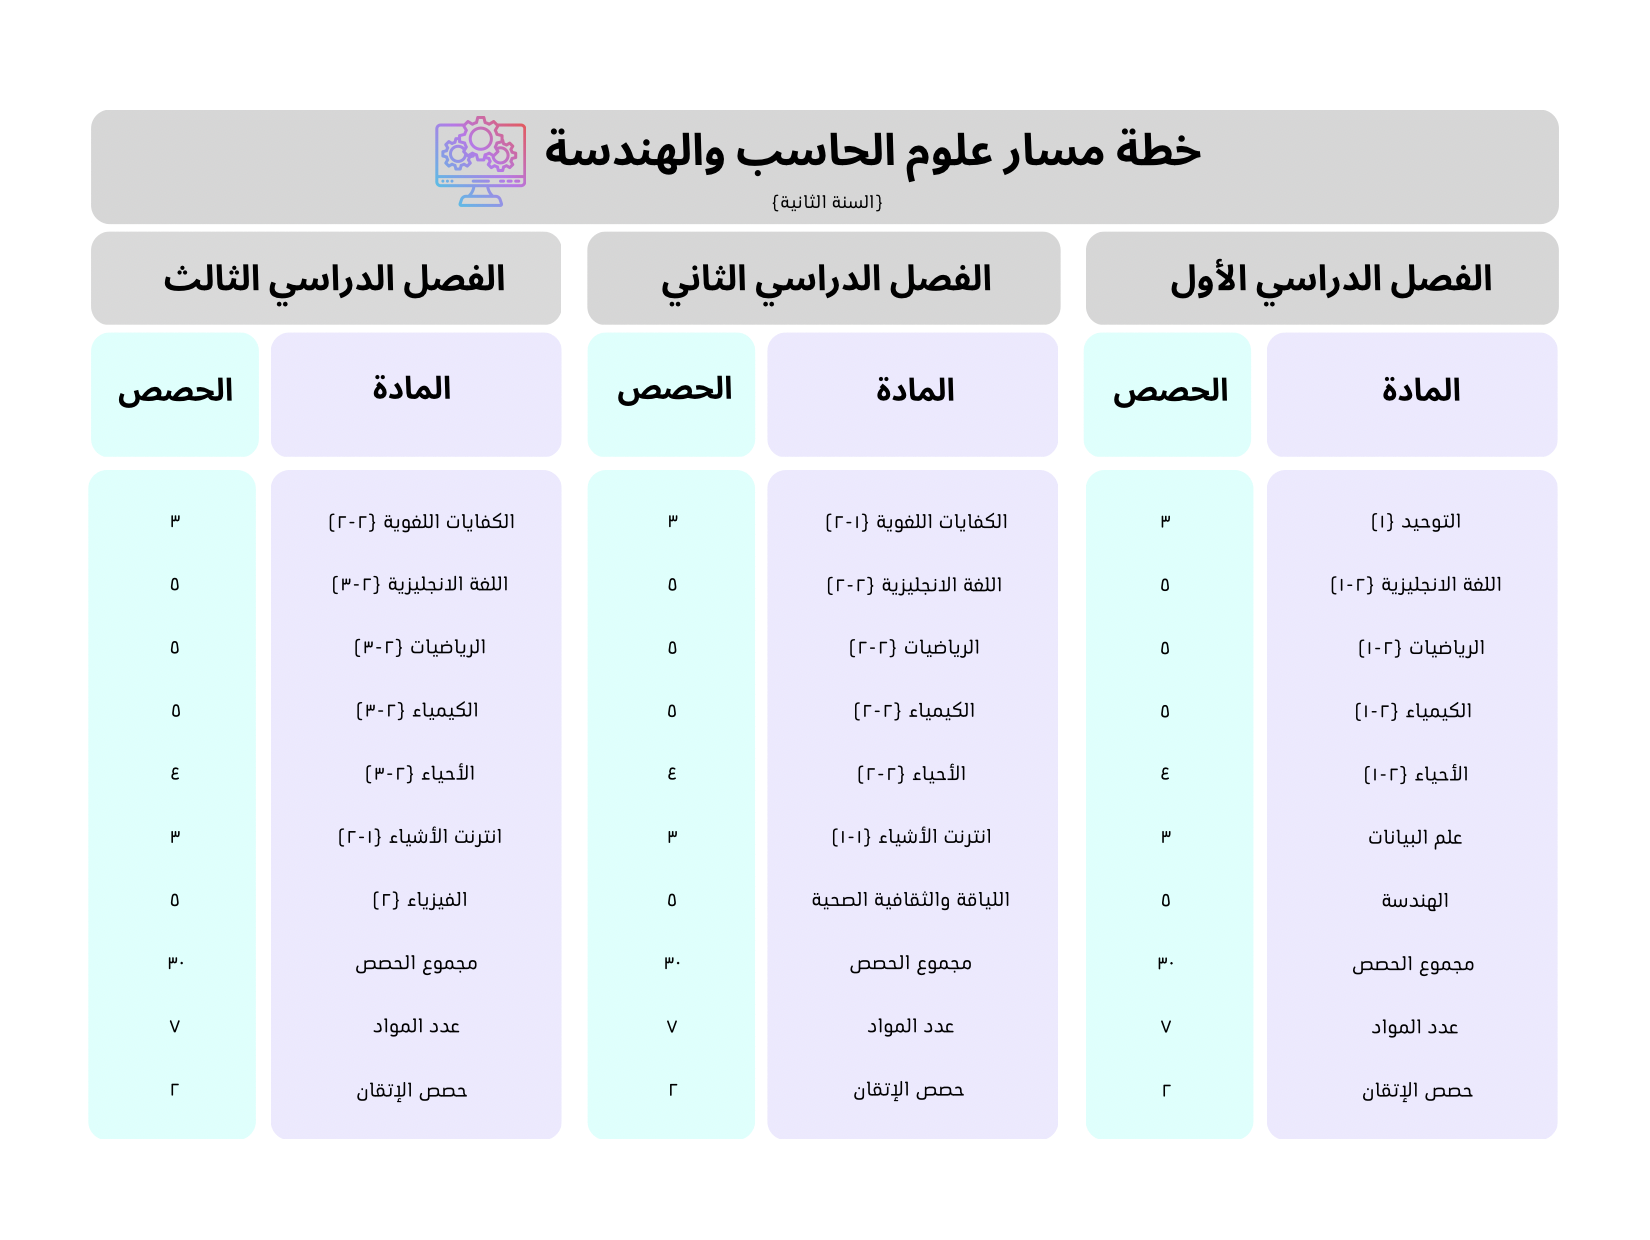 خطة مسار علوم الحاسب والهندسة
{السنة الثانية}
الفصل الدراسي الأول
المادة الحصص
التوحيد {١} ٣
اللغة الانجليزية {٢-١} ٥
الرياضيات {٢-١} ٥
الكيمياء {٢-١} ٥
الأحياء {٢-١} ٤
علم البيانات ٣
الهندسة ٥
مجموع الحصص ٣٠
عدد المواد ٧
حصص الإتقان ٢
الفصل الدراسي الثاني
المادة الحصص
الكفايات اللغوية {١-٢} ٣
اللغة الانجليزية {٢-٢} ٥
الرياضيات {٢-٢} ٥
الكيمياء {٢-٢} ٥
الأحياء {٢-٢} ٤
انترنت الأشياء {١-١} ٣
اللياقة والثقافية الصحية ٥
مجموع الحصص ٣٠
عدد المواد ٧
حصص الإتقان ٢
الفصل الدراسي الثالث
المادة الحصص
الكفايات اللغوية {٢-٢} ٣
اللغة الانجليزية {٢-٣} ٥
الرياضيات {٢-٣} ٥
الكيمياء {٢-٣} ٥
الأحياء {٢-٣} ٤
انترنت الأشياء {١-٢} ٣
الفيزياء {٢} ٥
مجموع الحصص ٣٠
عدد المواد ٧
حصص الإتقان ٢